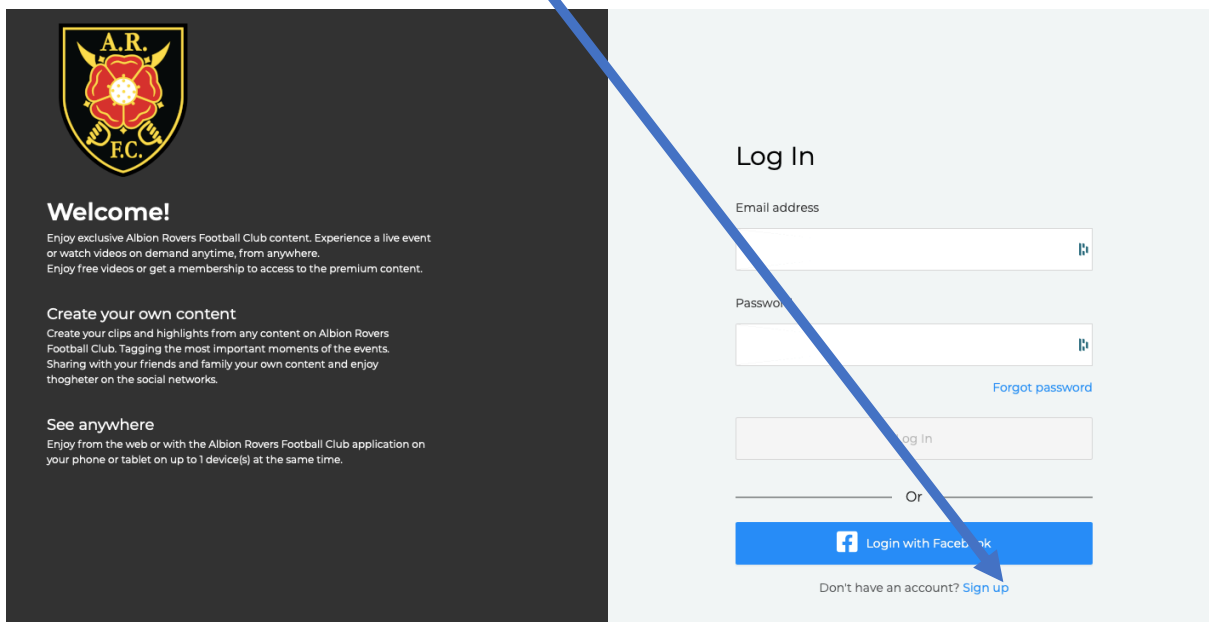 A.R.
F.C.
Welcome!
Enjoy exclusive Albion Rovers Football Club content. Experience a live event
or watch videos on demand anytime, from anywhere.
Enjoy free videos or get a membership to access to the premium content.
Create your own content
Create your clips and highlights from any content on Albion Rovers
Football Club. Tagging the most important moments of the events.
Sharing with your friends and family your own content and enjoy
thogheter on the social networks.
See anywhere
Enjoy from the web or with the Albion Rovers Football Club application on
your phone or tablet on up to 1 device(s) at the same time.
Log In
Email address
Password
Forgot password
Log In
Or
Login with Facebook
Don't have an account? Sign up